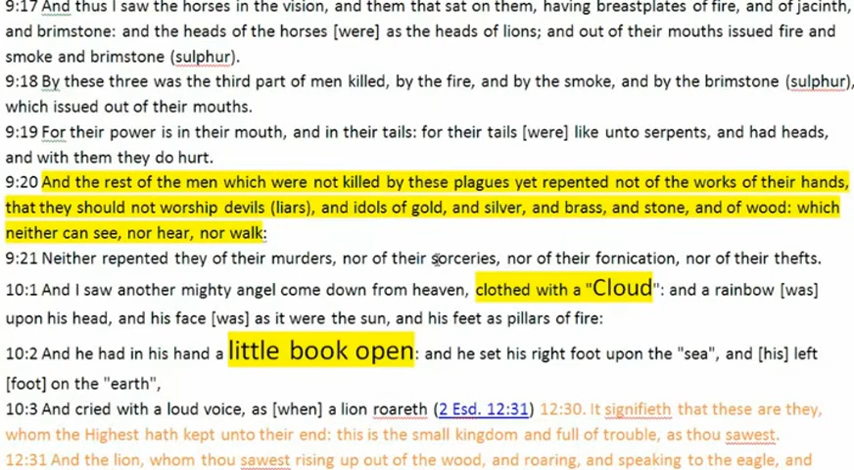 9:17 And thus I saw the horses in the vision, and them that sat on them, having breastplates of fire, and of jacinth,
and brimstone: and the heads of the horses [were] as the heads of lions; and out of their mouths issued fire and
smoke and brimstone (sulphur).
9:18 By these three was the third part of men killed, by the fire, and by the smoke, and by the brimstone (sulphur),
which issued out of their mouths.
9:19 For their power is in their mouth, and in their tails: for their tails [were] like unto serpents, and had heads,
and with them they do hurt.
9:20 And the rest of the men which were not killed by these plagues yet repented not of the works of their hands,
that they should not worship devils (liars), and idols of gold, and silver, and brass, and stone, and of wood: which
neither can see, nor hear, nor walk:
9:21 Neither repented they of their murders, nor of their sorceries, nor of their fornication, nor of their thefts.
10:1 And I saw another mighty angel come down from heaven, clothed with a "Cloud": and a rainbow [was]
upon his head, and his face [was] as it were the sun, and his feet as pillars of fire:
10:2 And he had in his hand a little book open: and he set his right foot upon the "sea", and [his] left
[foot] on the "earth",
10:3 And cried with a loud voice, as [when] a lion roareth (2 Esd. 12:31) 12:30. It signifieth that these are they,
whom the Highest hath kept unto their end: this is the small kingdom and full of trouble, as thou sawest.
12:31 And the lion, whom thou sawest rising up out of the wood, and roaring, and speaking to the eagle, and